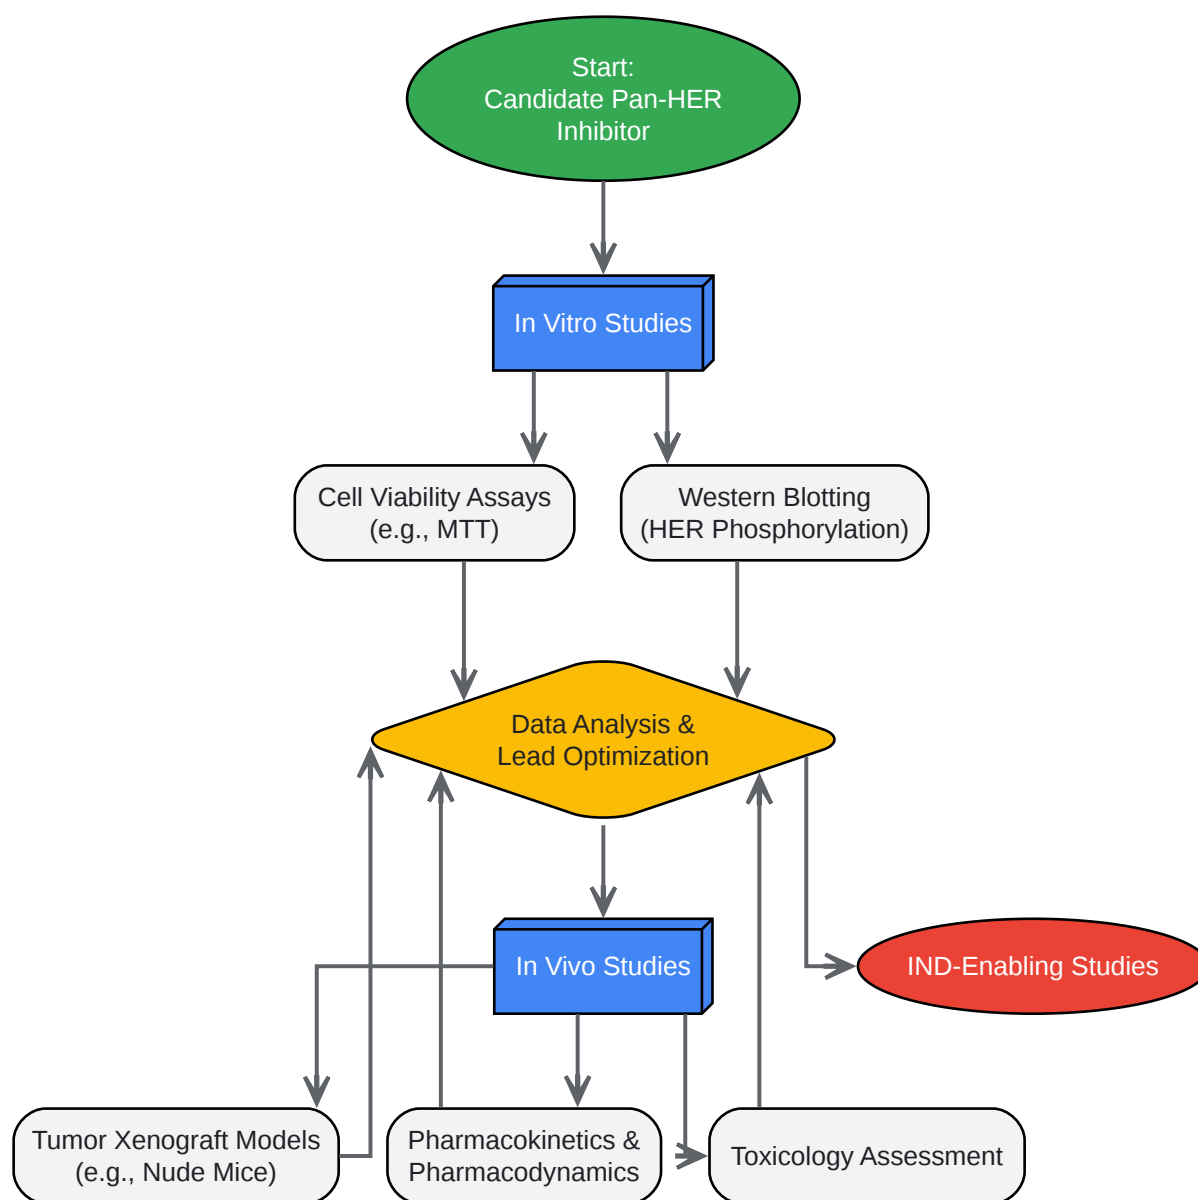 Start:
Candidate Pan-HER
Inhibitor
In Vitro Studies
Cell Viability Assays
(e.g., MTT)
Western Blotting
(HER Phosphorylation)
Data Analysis &
Lead Optimization
In Vivo Studies
IND-Enabling Studies
Tumor Xenograft Models
(e.g., Nude Mice)
Pharmacokinetics &
Pharmacodynamics
Toxicology Assessment